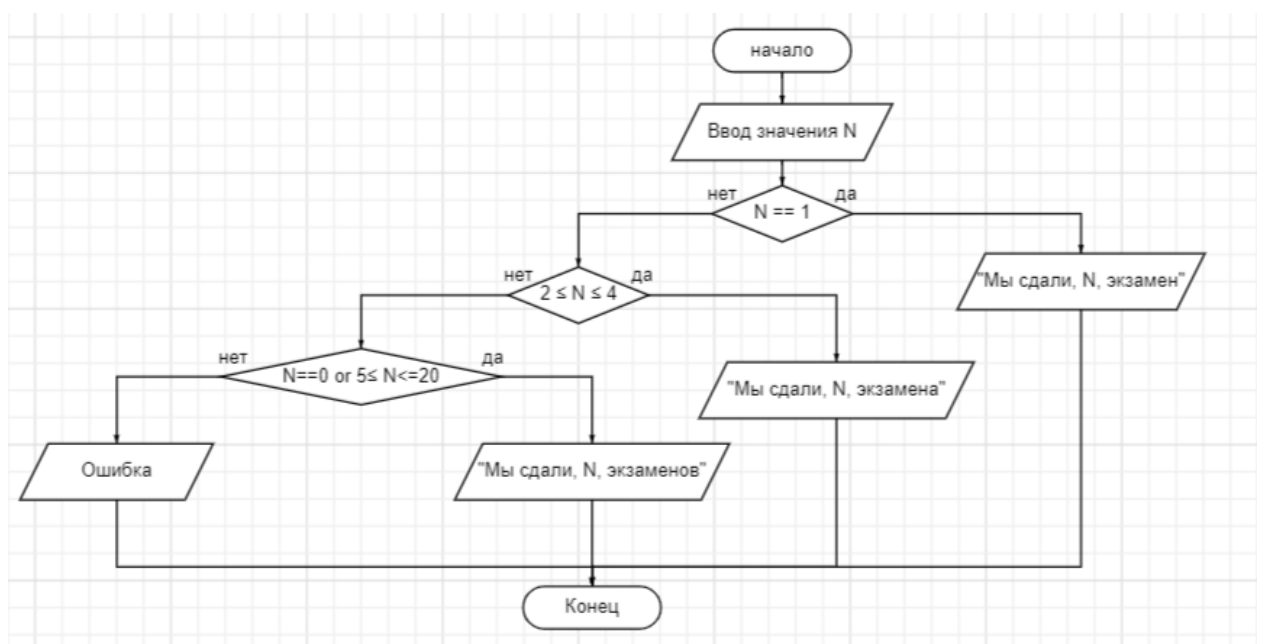 начало
Ввод значения N
нет
да
N == 1
"Мы сдали, N, экзамен"
нет
да
2 ≤ N ≤ 4
"Мы сдали, N, экзамена"
нет
да
N==0 or 5≤ N<=20
Ошибка
"Мы сдали, N, экзаменов"
Конец